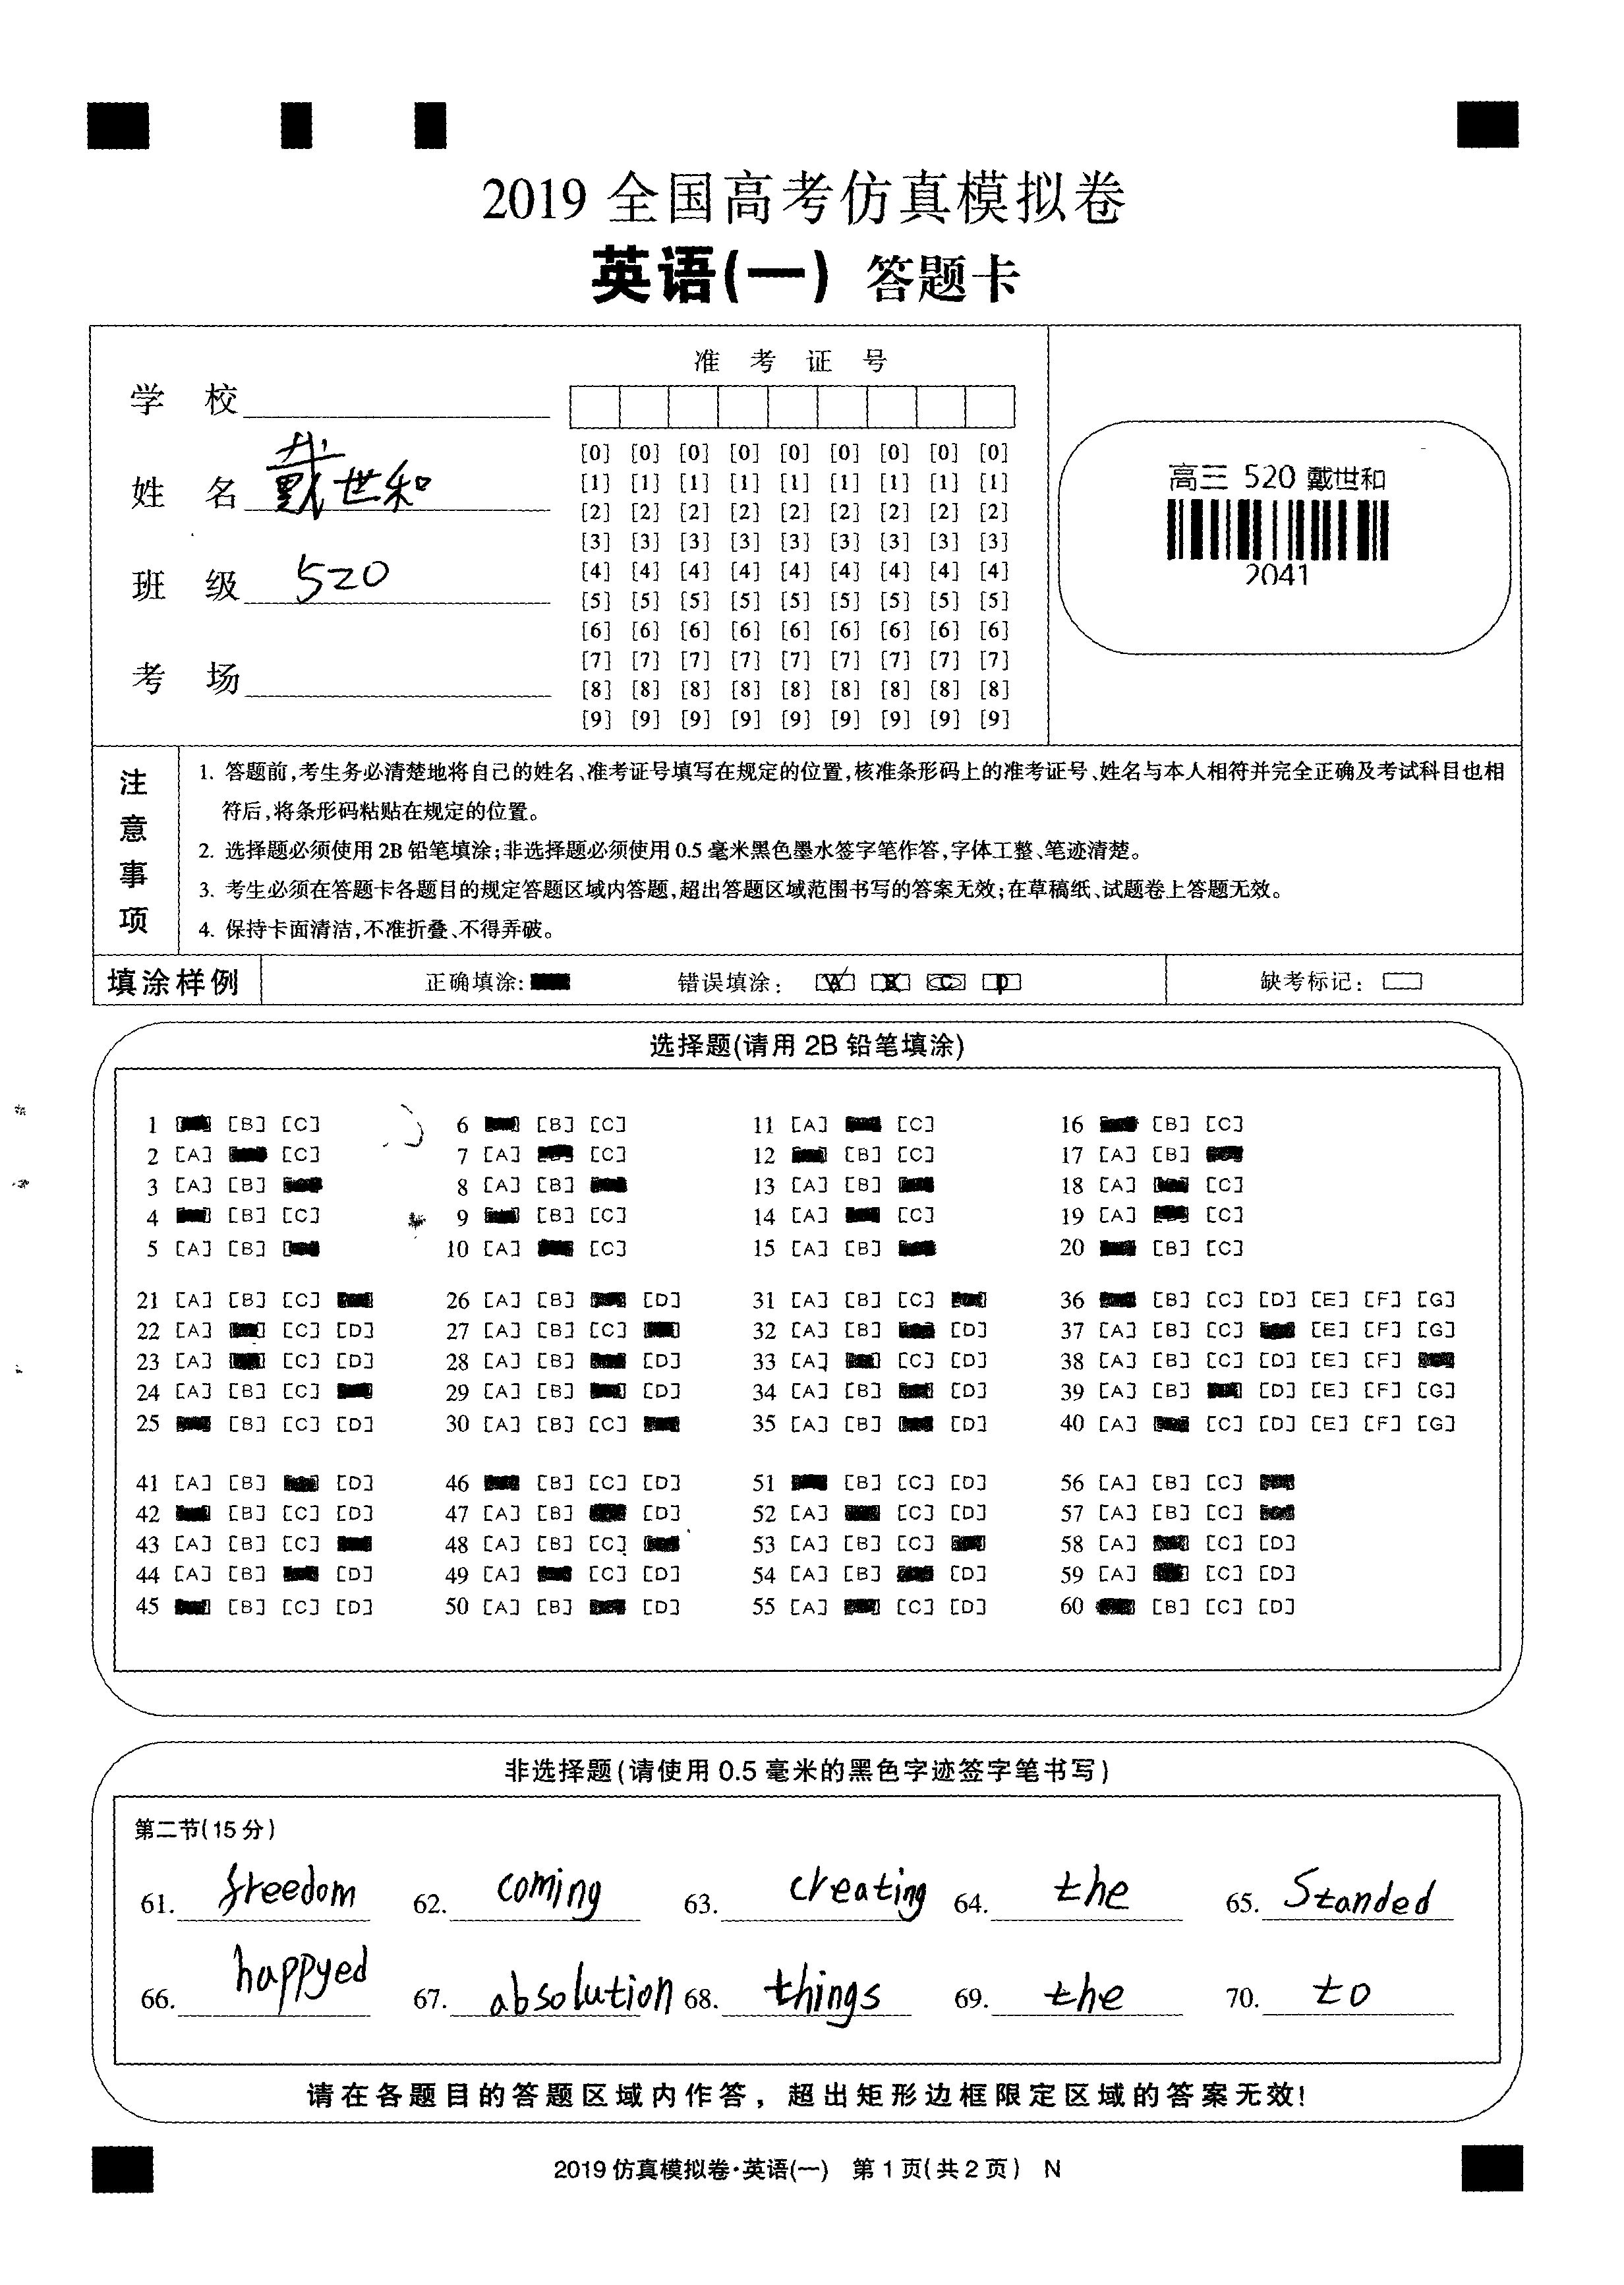 2019 全国高考仿真模拟卷
英语(一) 答题卡
准 考 证 号
学 校
姓 名 戴世和
班 级 520
考 场
[0] [0] [0] [0] [0] [0] [0] [0] [0]
[1] [1] [1] [1] [1] [1] [1] [1] [1]
[2] [2] [2] [2] [2] [2] [2] [2] [2]
[3] [3] [3] [3] [3] [3] [3] [3] [3]
[4] [4] [4] [4] [4] [4] [4] [4] [4]
[5] [5] [5] [5] [5] [5] [5] [5] [5]
[6] [6] [6] [6] [6] [6] [6] [6] [6]
[7] [7] [7] [7] [7] [7] [7] [7] [7]
[8] [8] [8] [8] [8] [8] [8] [8] [8]
[9] [9] [9] [9] [9] [9] [9] [9] [9]
高三 520 戴世和
2041
注意事项
1. 答题前,考生务必清楚地将自己的姓名、准考证号填写在规定的位置,核准条形码上的准考证号、姓名与本人相符并完全正确及考试科目也相
符后,将条形码粘贴在规定的位置。
2. 选择题必须使用 2B 铅笔填涂;非选择题必须使用 0.5 毫米黑色墨水签字笔作答,字体工整、笔迹清楚。
3. 考生必须在答题卡各题目的规定答题区域内答题,超出答题区域范围书写的答案无效;在草稿纸、试题卷上答题无效。
4. 保持卡面清洁,不准折叠、不得弄破。
填涂样例 正确填涂: 错误填涂: [A] [B] [C] [D] 缺考标记:
选择题(请用 2B 铅笔填涂)
1 [B] [C] 6 [B] [C] 11 [A] [C] 16 [B] [C]
2 [A] [C] 7 [A] [C] 12 [B] [C] 17 [A] [B]
3 [A] [B] 8 [A] [B] 13 [A] [B] 18 [A] [C]
4 [B] [C] 9 [B] [C] 14 [A] [C] 19 [A] [C]
5 [A] [B] 10 [A] [C] 15 [A] [B] 20 [B] [C]
21 [A] [B] [C] 26 [A] [B] [D] 31 [A] [B] [C] 36 [B] [C] [D] [E] [F] [G]
22 [A] [C] [D] 27 [A] [B] [C] 32 [A] [B] [D] 37 [A] [B] [C] [E] [F] [G]
23 [A] [C] [D] 28 [A] [B] [D] 33 [A] [C] [D] 38 [A] [B] [C] [D] [E] [F]
24 [A] [B] [C] 29 [A] [B] [D] 34 [A] [B] [D] 39 [A] [B] [D] [E] [F] [G]
25 [B] [C] [D] 30 [A] [B] [C] 35 [A] [B] [D] 40 [A] [C] [D] [E] [F] [G]
41 [A] [B] [D] 46 [B] [C] [D] 51 [B] [C] [D] 56 [A] [B] [C]
42 [B] [C] [D] 47 [A] [B] [D] 52 [A] [C] [D] 57 [A] [B] [C]
43 [A] [B] [C] 48 [A] [B] [C] 53 [A] [B] [C] 58 [A] [C] [D]
44 [A] [B] [D] 49 [A] [C] [D] 54 [A] [B] [D] 59 [A] [C] [D]
45 [B] [C] [D] 50 [A] [B] [D] 55 [A] [C] [D] 60 [B] [C] [D]
非选择题(请使用 0.5 毫米的黑色字迹签字笔书写)
第二节(15 分)
61. freedom 62. coming 63. creating 64. the 65. Standed
66. happyed 67. absolution 68. things 69. the 70. to
请在各题目的答题区域内作答，超出矩形边框限定区域的答案无效!
2019 仿真模拟卷·英语(一) 第 1 页(共 2 页) N